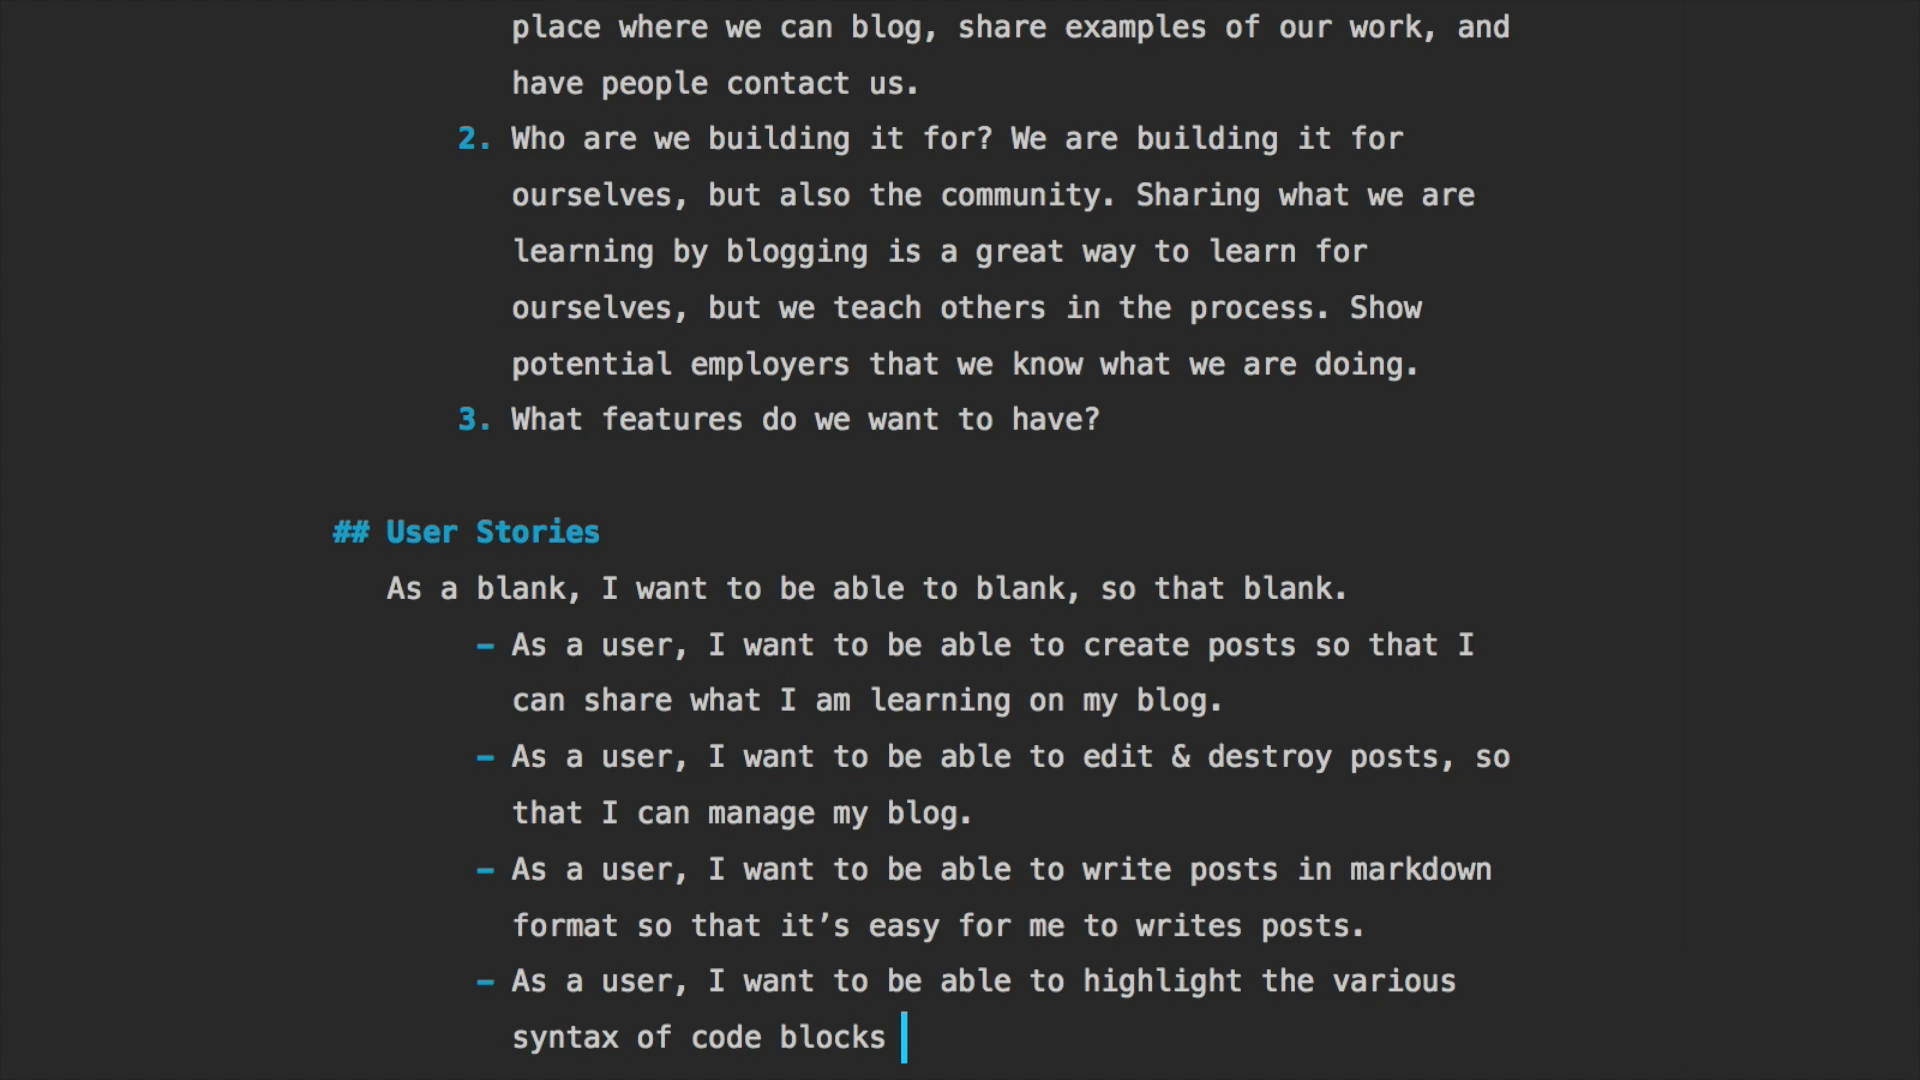 place where we can blog, share examples of our work, and
have people contact us.
2. Who are we building it for? We are building it for
ourselves, but also the community. Sharing what we are
learning by blogging is a great way to learn for
ourselves, but we teach others in the process. Show
potential employers that we know what we are doing.
3. What features do we want to have?
## User Stories
As a blank, I want to be able to blank, so that blank.
- As a user, I want to be able to create posts so that I
can share what I am learning on my blog.
- As a user, I want to be able to edit & destroy posts, so
that I can manage my blog.
- As a user, I want to be able to write posts in markdown
format so that it’s easy for me to writes posts.
- As a user, I want to be able to highlight the various
syntax of code blocks